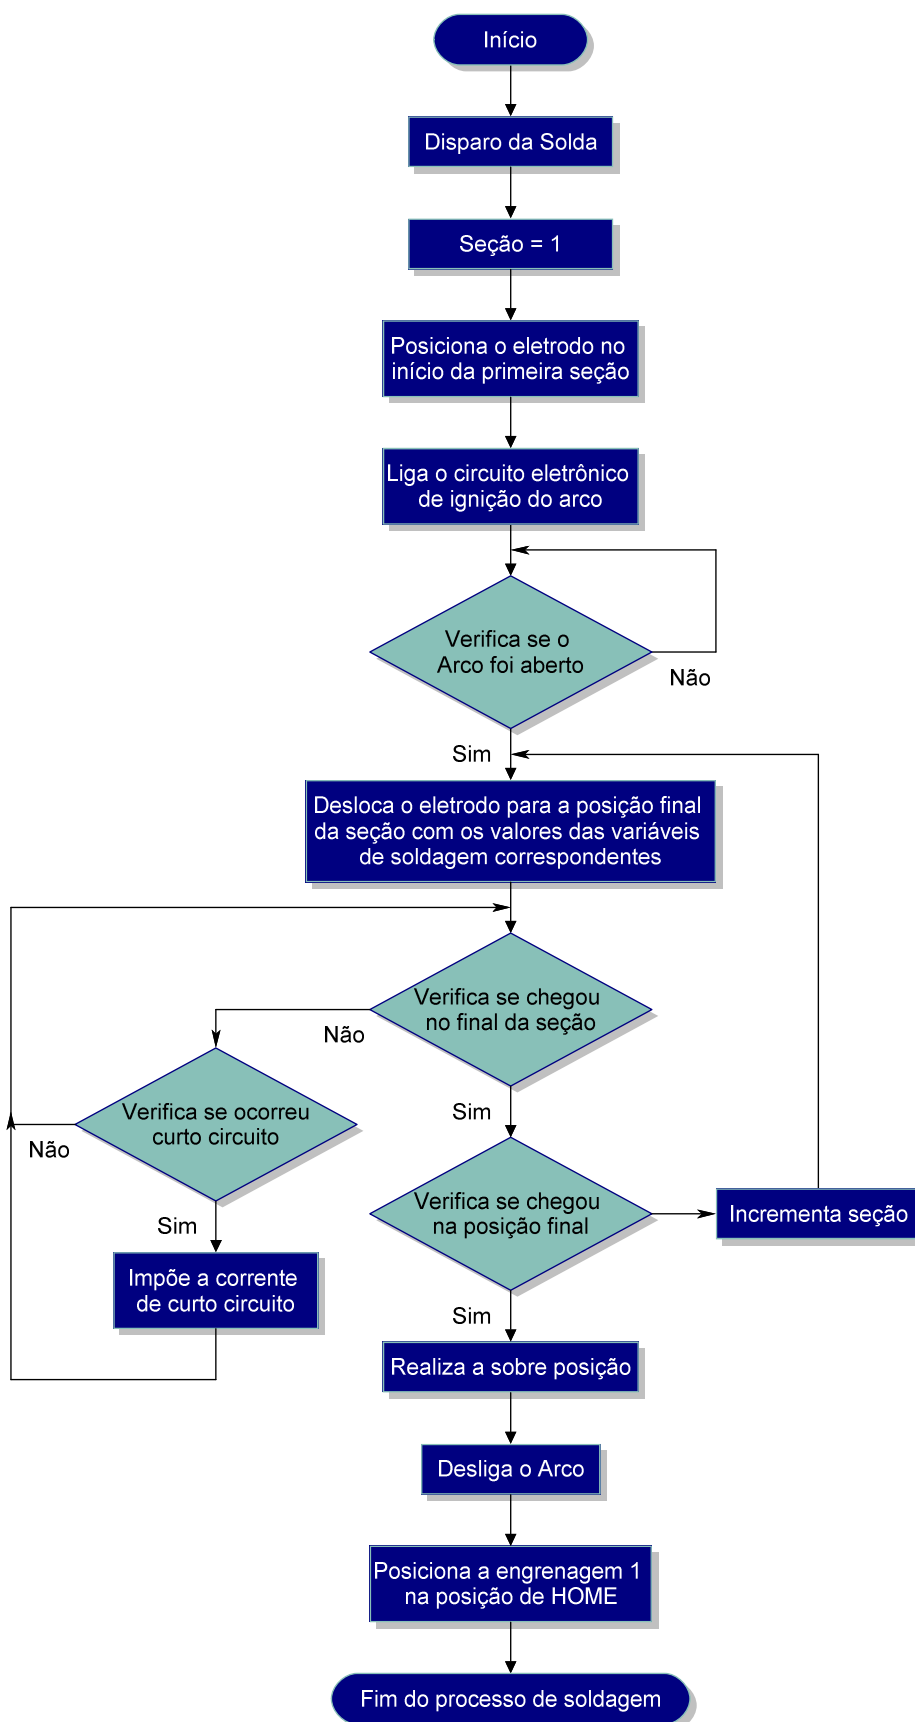 Início
Disparo da Solda
Seção = 1
Posiciona o eletrodo no
início da primeira seção
Liga o circuito eletrônico
de ignição do arco
Verifica se o
Arco foi aberto
Não
Sim
Desloca o eletrodo para a posição final
da seção com os valores das variáveis
de soldagem correspondentes
Verifica se chegou
no final da seção
Não
Verifica se ocorreu
curto circuito
Não
Sim
Sim
Verifica se chegou
na posição final
Incrementa seção
Impõe a corrente
de curto circuito
Sim
Realiza a sobre posição
Desliga o Arco
Posiciona a engrenagem 1
na posição de HOME
Fim do processo de soldagem